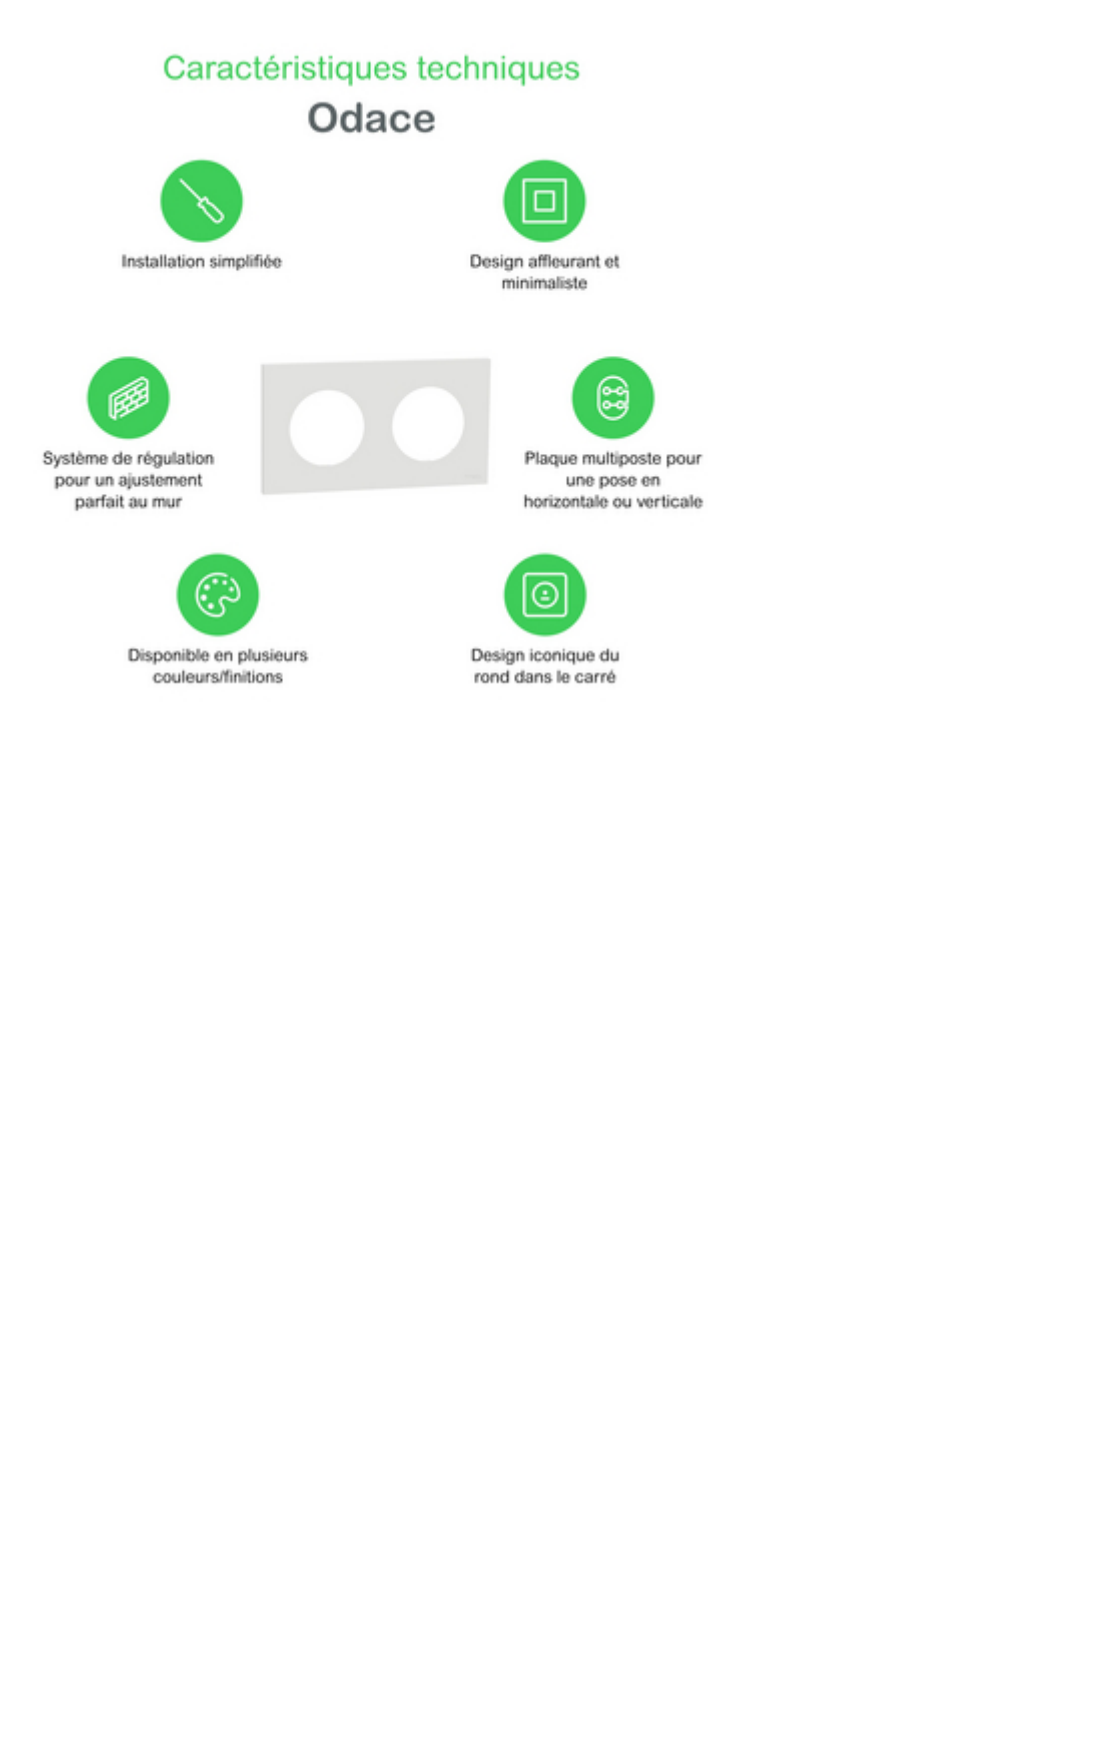 Caractéristiques techniques
Odace
Installation simplifiée
Design affleurant et
minimaliste
Système de régulation
pour un ajustement
parfait au mur
Plaque multiposte pour
une pose en
horizontale ou verticale
Disponible en plusieurs
couleurs/finitions
Design iconique du
rond dans le carré